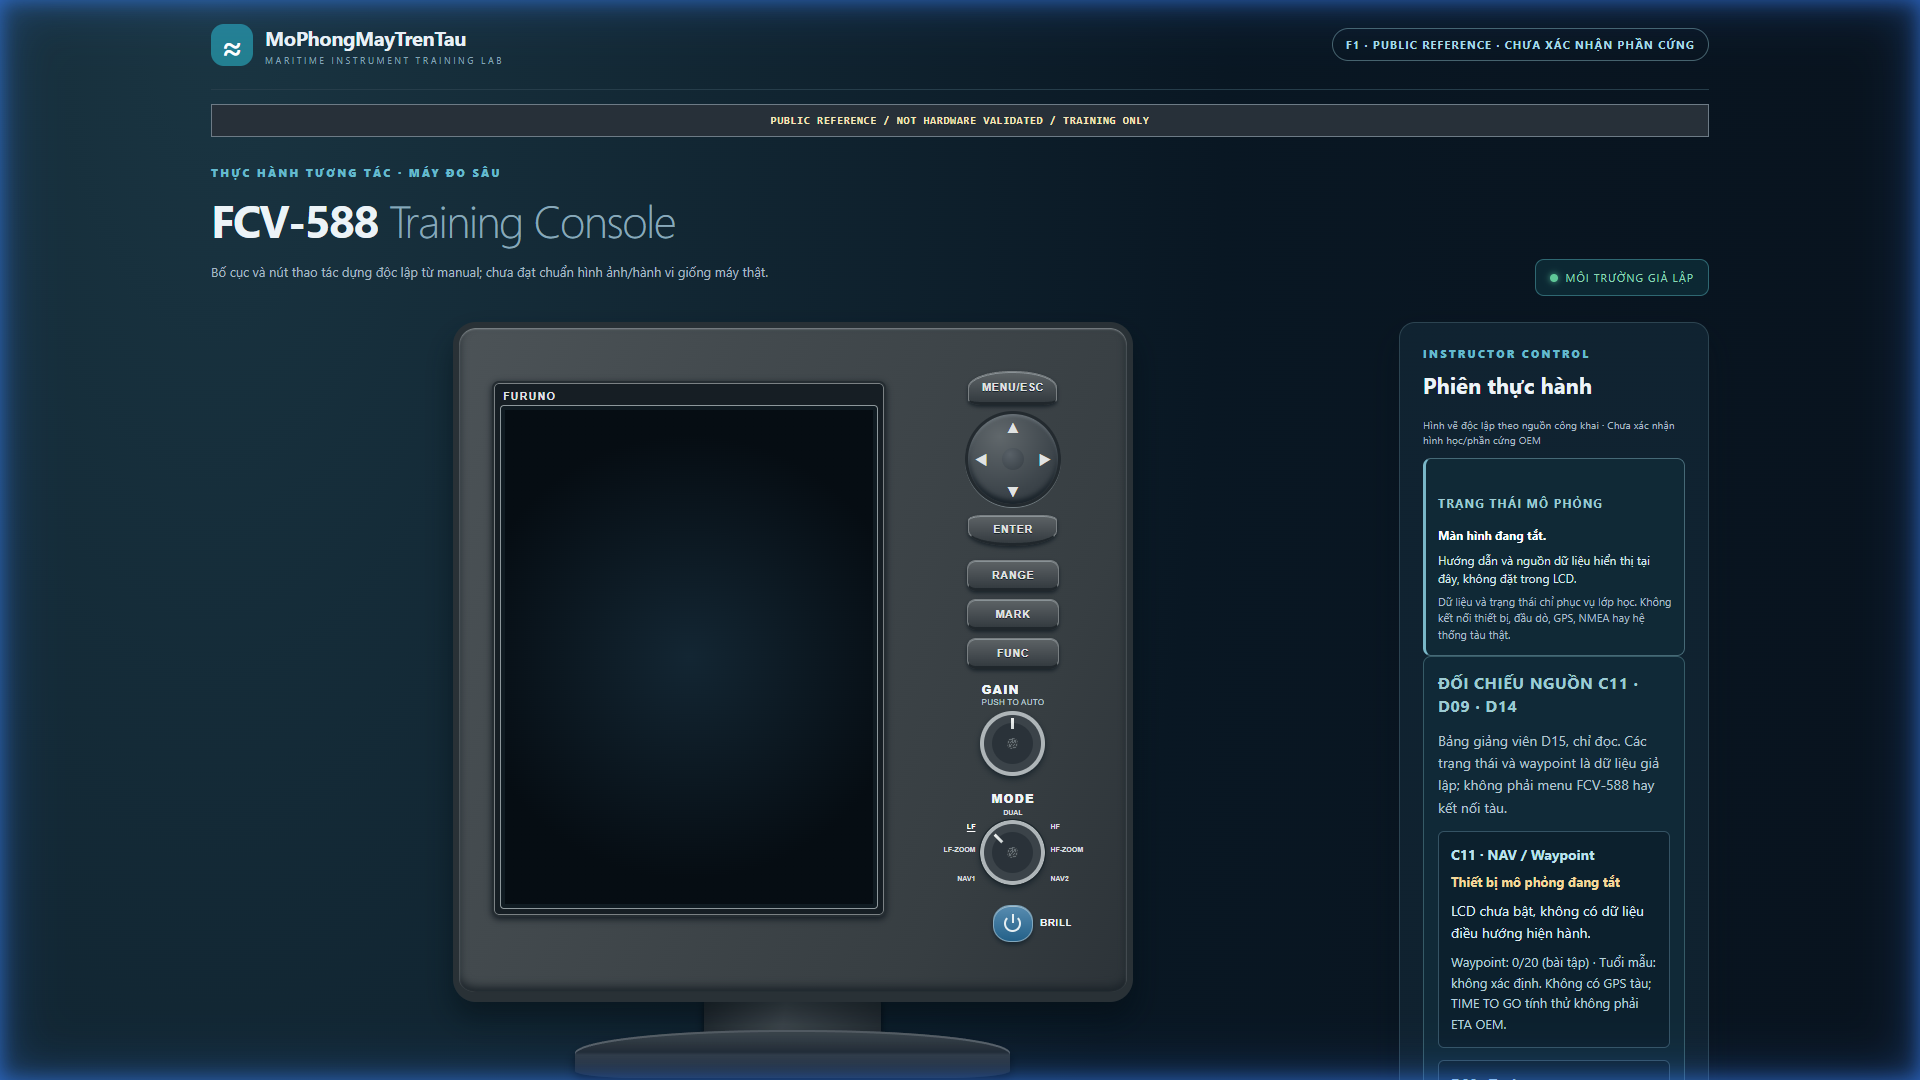 ≈
MoPhongMayTrenTau
MARITIME INSTRUMENT TRAINING LAB
F1 · PUBLIC REFERENCE · CHƯA XÁC NHẬN PHẦN CỨNG
PUBLIC REFERENCE / NOT HARDWARE VALIDATED / TRAINING ONLY
THỰC HÀNH TƯƠNG TÁC · MÁY ĐO SÂU
FCV-588 Training Console
Bố cục và nút thao tác dựng độc lập từ manual; chưa đạt chuẩn hình ảnh/hành vi giống máy thật.
MÔI TRƯỜNG GIẢ LẬP
FURUNO
MENU/ESC
▲
◀ ▶
▼
ENTER
RANGE
MARK
FUNC
GAIN
PUSH TO AUTO
MODE
DUAL
LF HF
LF-ZOOM HF-ZOOM
NAV1 NAV2
BRILL
INSTRUCTOR CONTROL
Phiên thực hành
Hình vẽ độc lập theo nguồn công khai · Chưa xác nhận
hình học/phần cứng OEM
TRẠNG THÁI MÔ PHỎNG
Màn hình đang tắt.
Hướng dẫn và nguồn dữ liệu hiển thị tại
đây, không đặt trong LCD.
Dữ liệu và trạng thái chỉ phục vụ lớp học. Không
kết nối thiết bị, đầu dò, GPS, NMEA hay hệ
thống tàu thật.
ĐỐI CHIẾU NGUỒN C11 ·
D09 · D14
Bảng giảng viên D15, chỉ đọc. Các
trạng thái và waypoint là dữ liệu giả
lập; không phải menu FCV-588 hay
kết nối tàu.
C11 · NAV / Waypoint
Thiết bị mô phỏng đang tắt
LCD chưa bật, không có dữ liệu
điều hướng hiện hành.
Waypoint: 0/20 (bài tập) · Tuổi mẫu:
không xác định. Không có GPS tàu;
TIME TO GO tính thử không phải
ETA OEM.